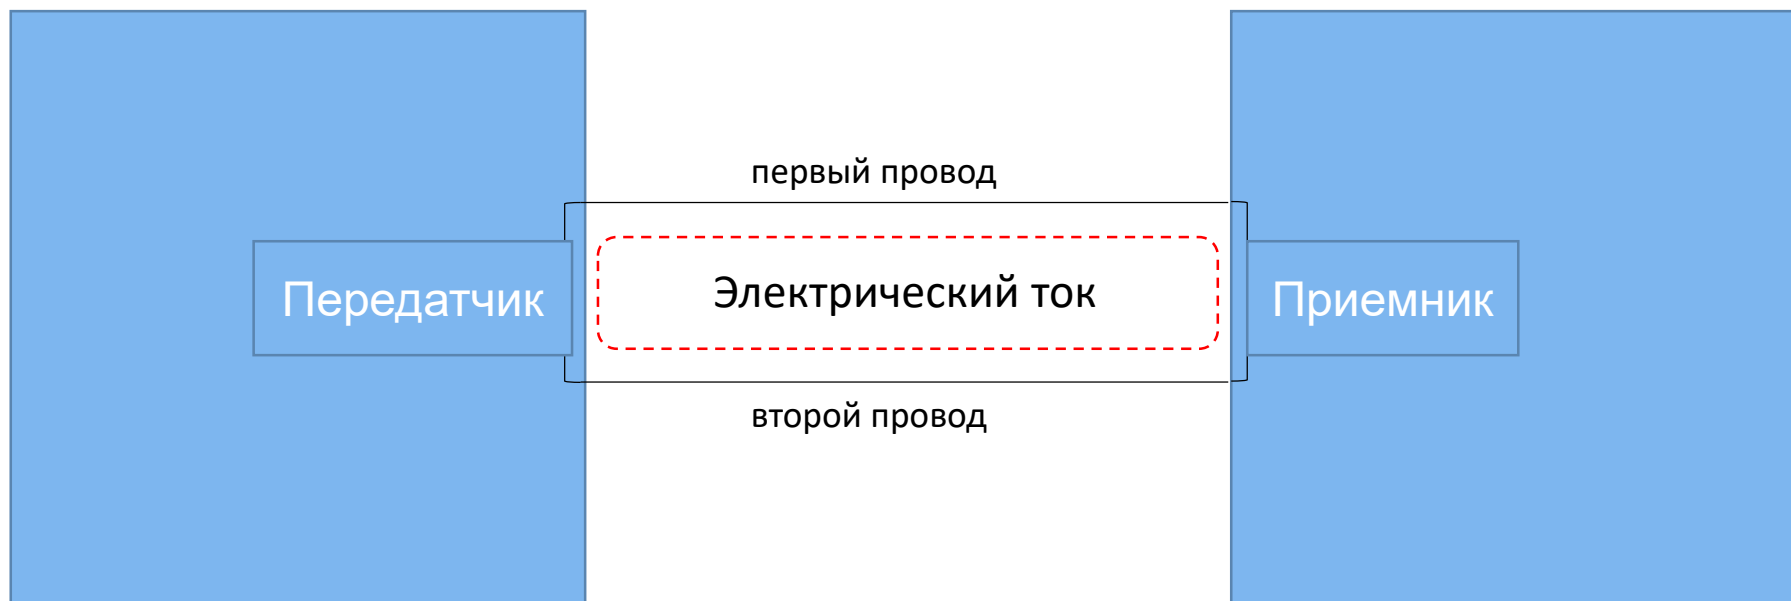 первый провод
Передатчик
Электрический ток
Приемник
второй провод